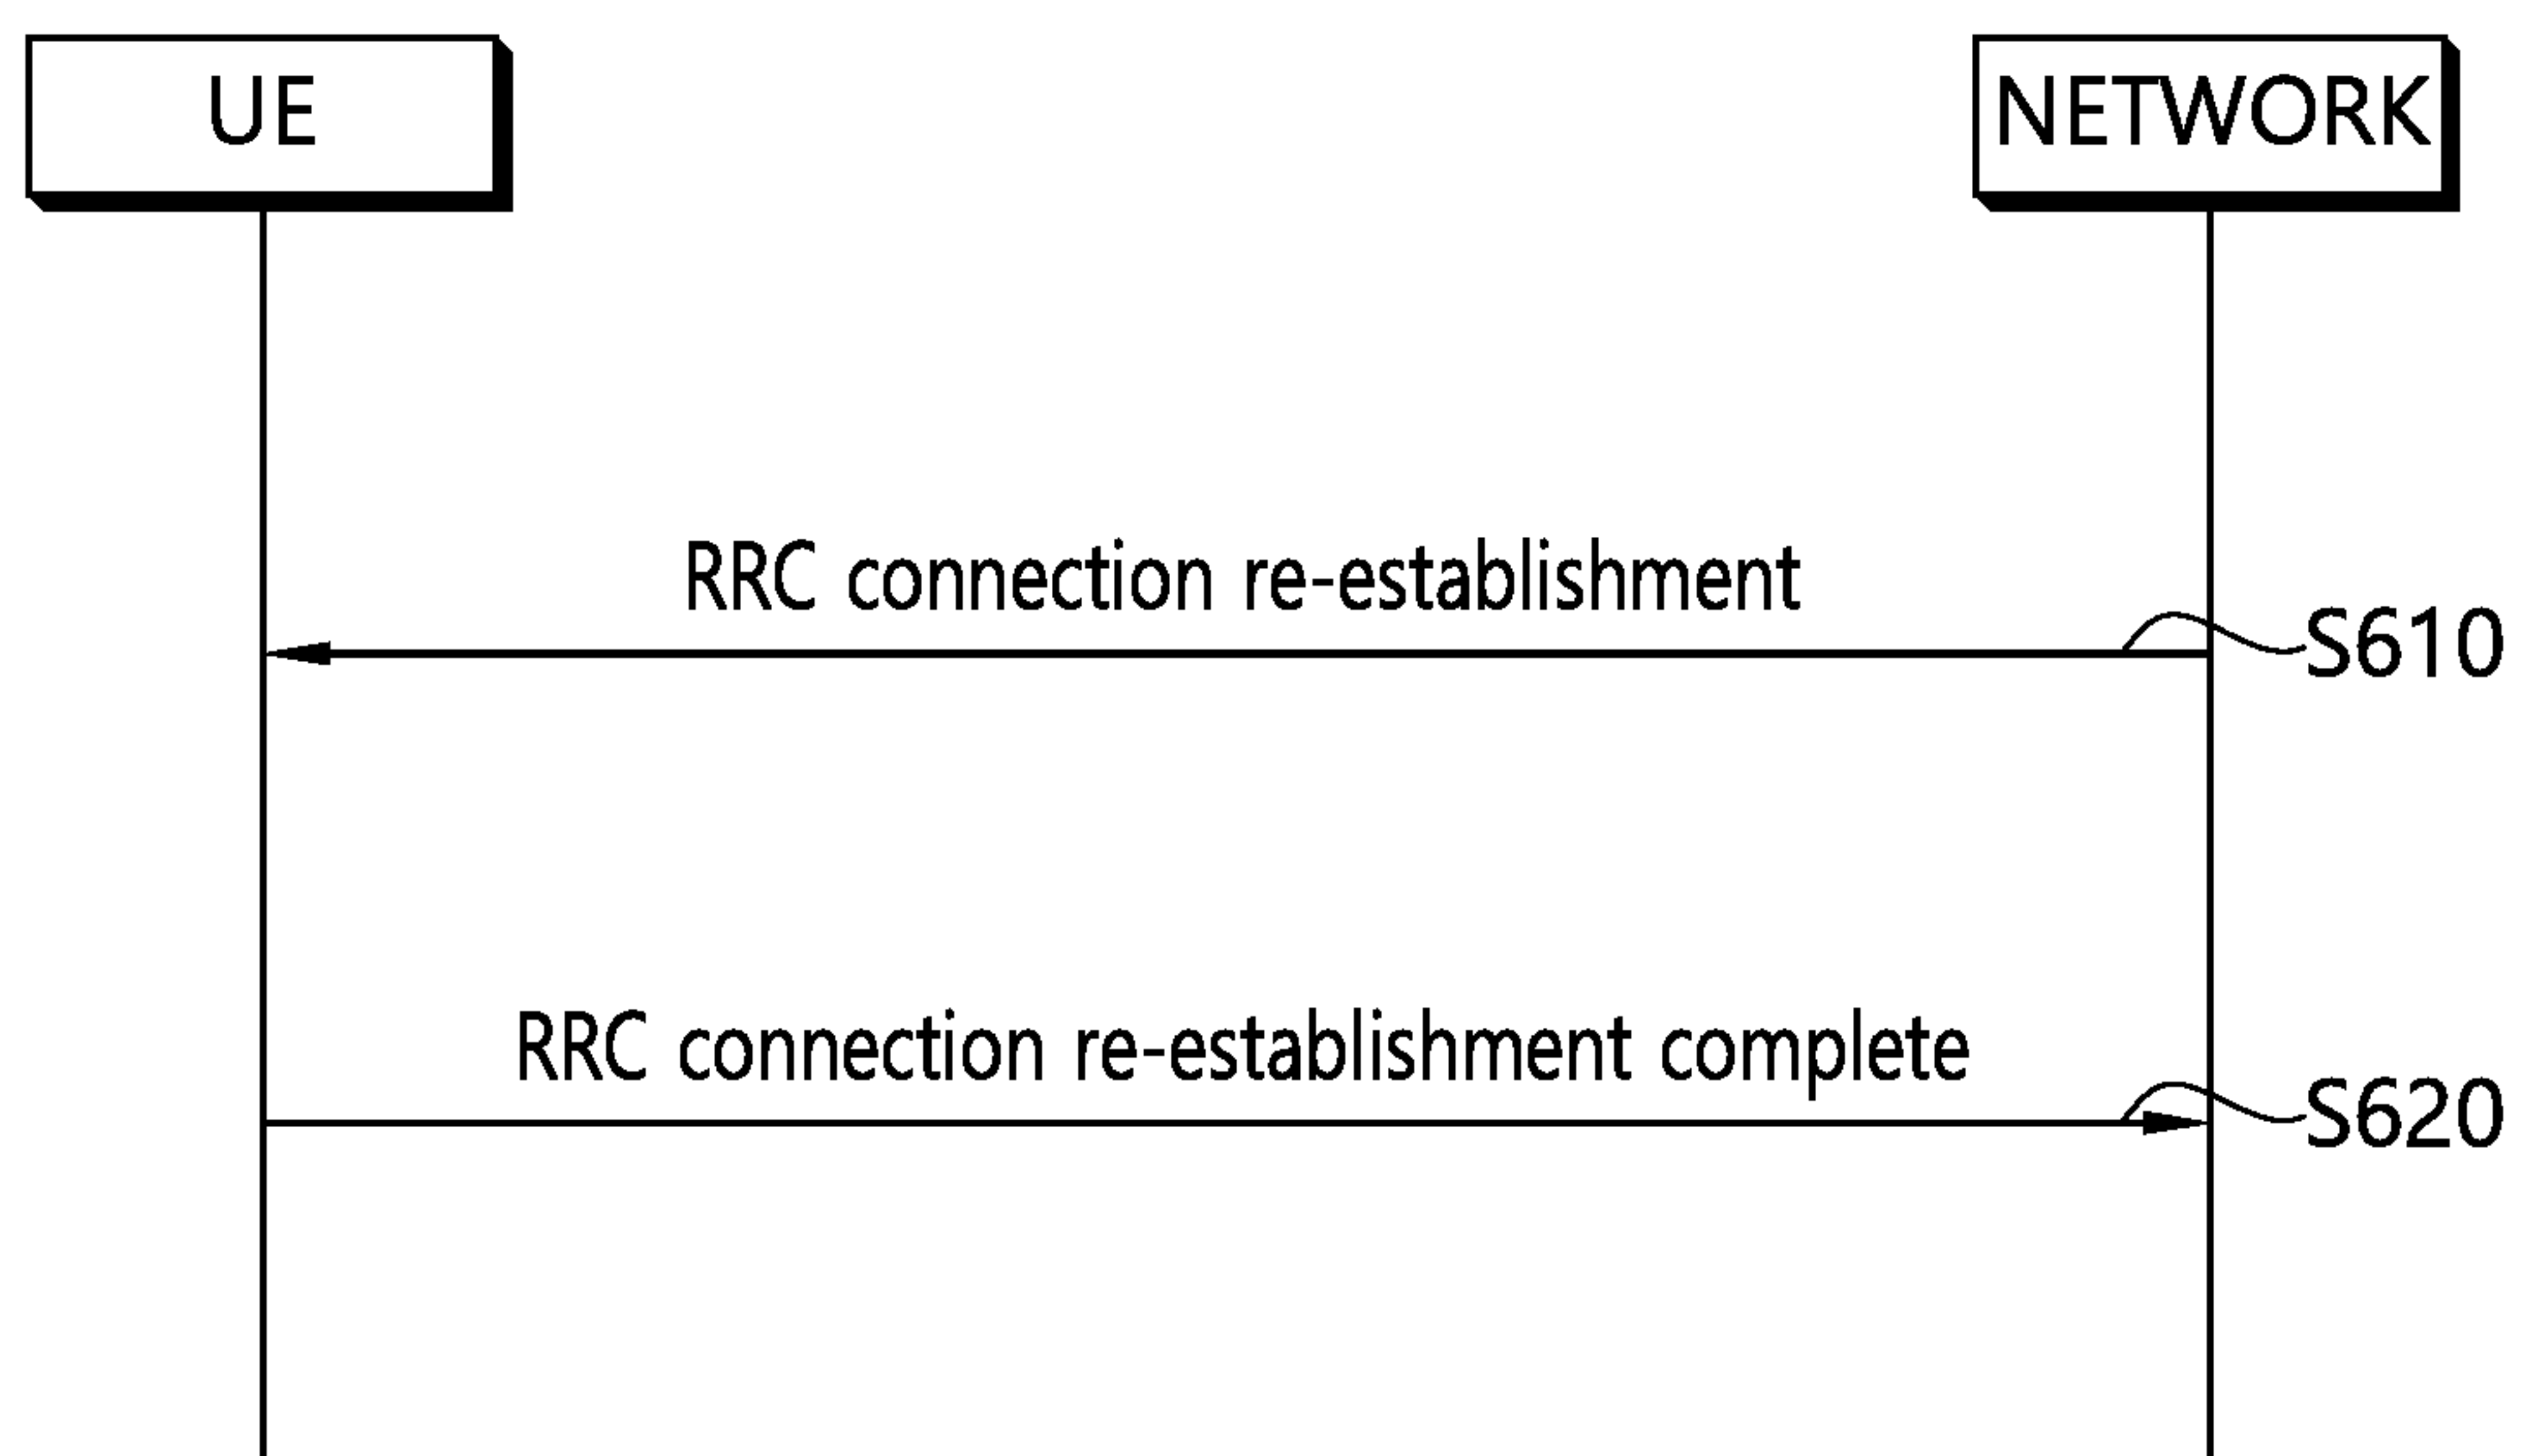 UE
NETWORK
RRC connection re-establishment
S610
RRC connection re-establishment complete
S620